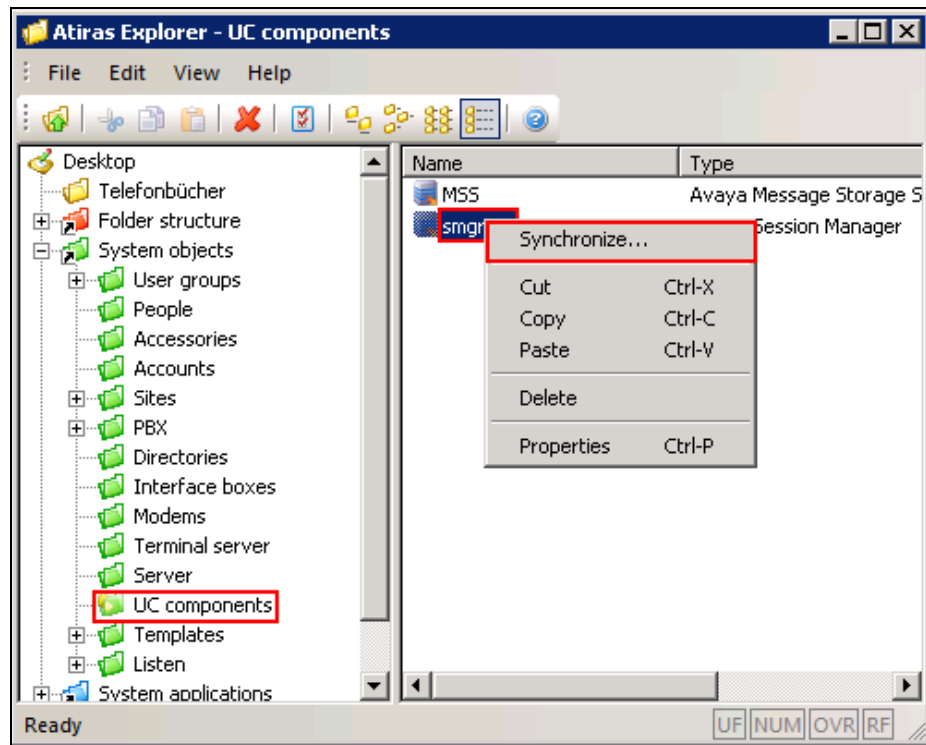 Atiras Explorer - UC components
File Edit View Help
Desktop
Telefonbücher
Folder structure
System objects
User groups
People
Accessories
Accounts
Sites
PBX
Directories
Interface boxes
Modems
Terminal server
Server
UC components
Templates
Listen
System applications
Name Type
MSS Avaya Message Storage S
smgr Session Manager
Synchronize...
Cut Ctrl-X
Copy Ctrl-C
Paste Ctrl-V
Delete
Properties Ctrl-P
Ready UF NUM OVR RF